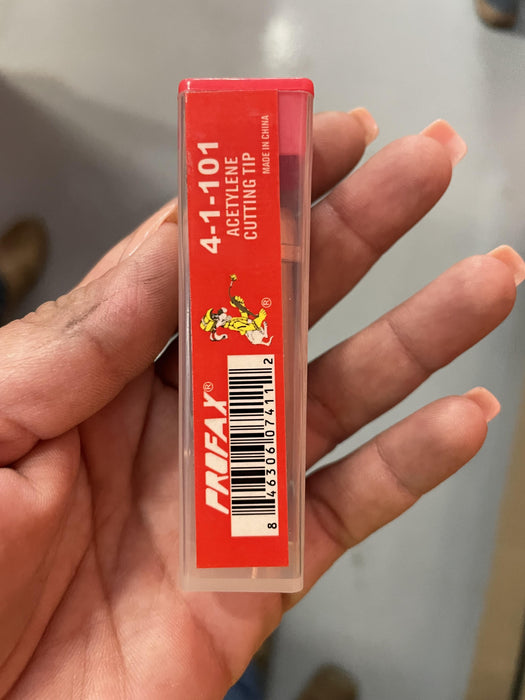 4-1-101
ACETYLENE
CUTTING TIP
MADE IN CHINA
®
PROFAX®
8 46306 07411 2